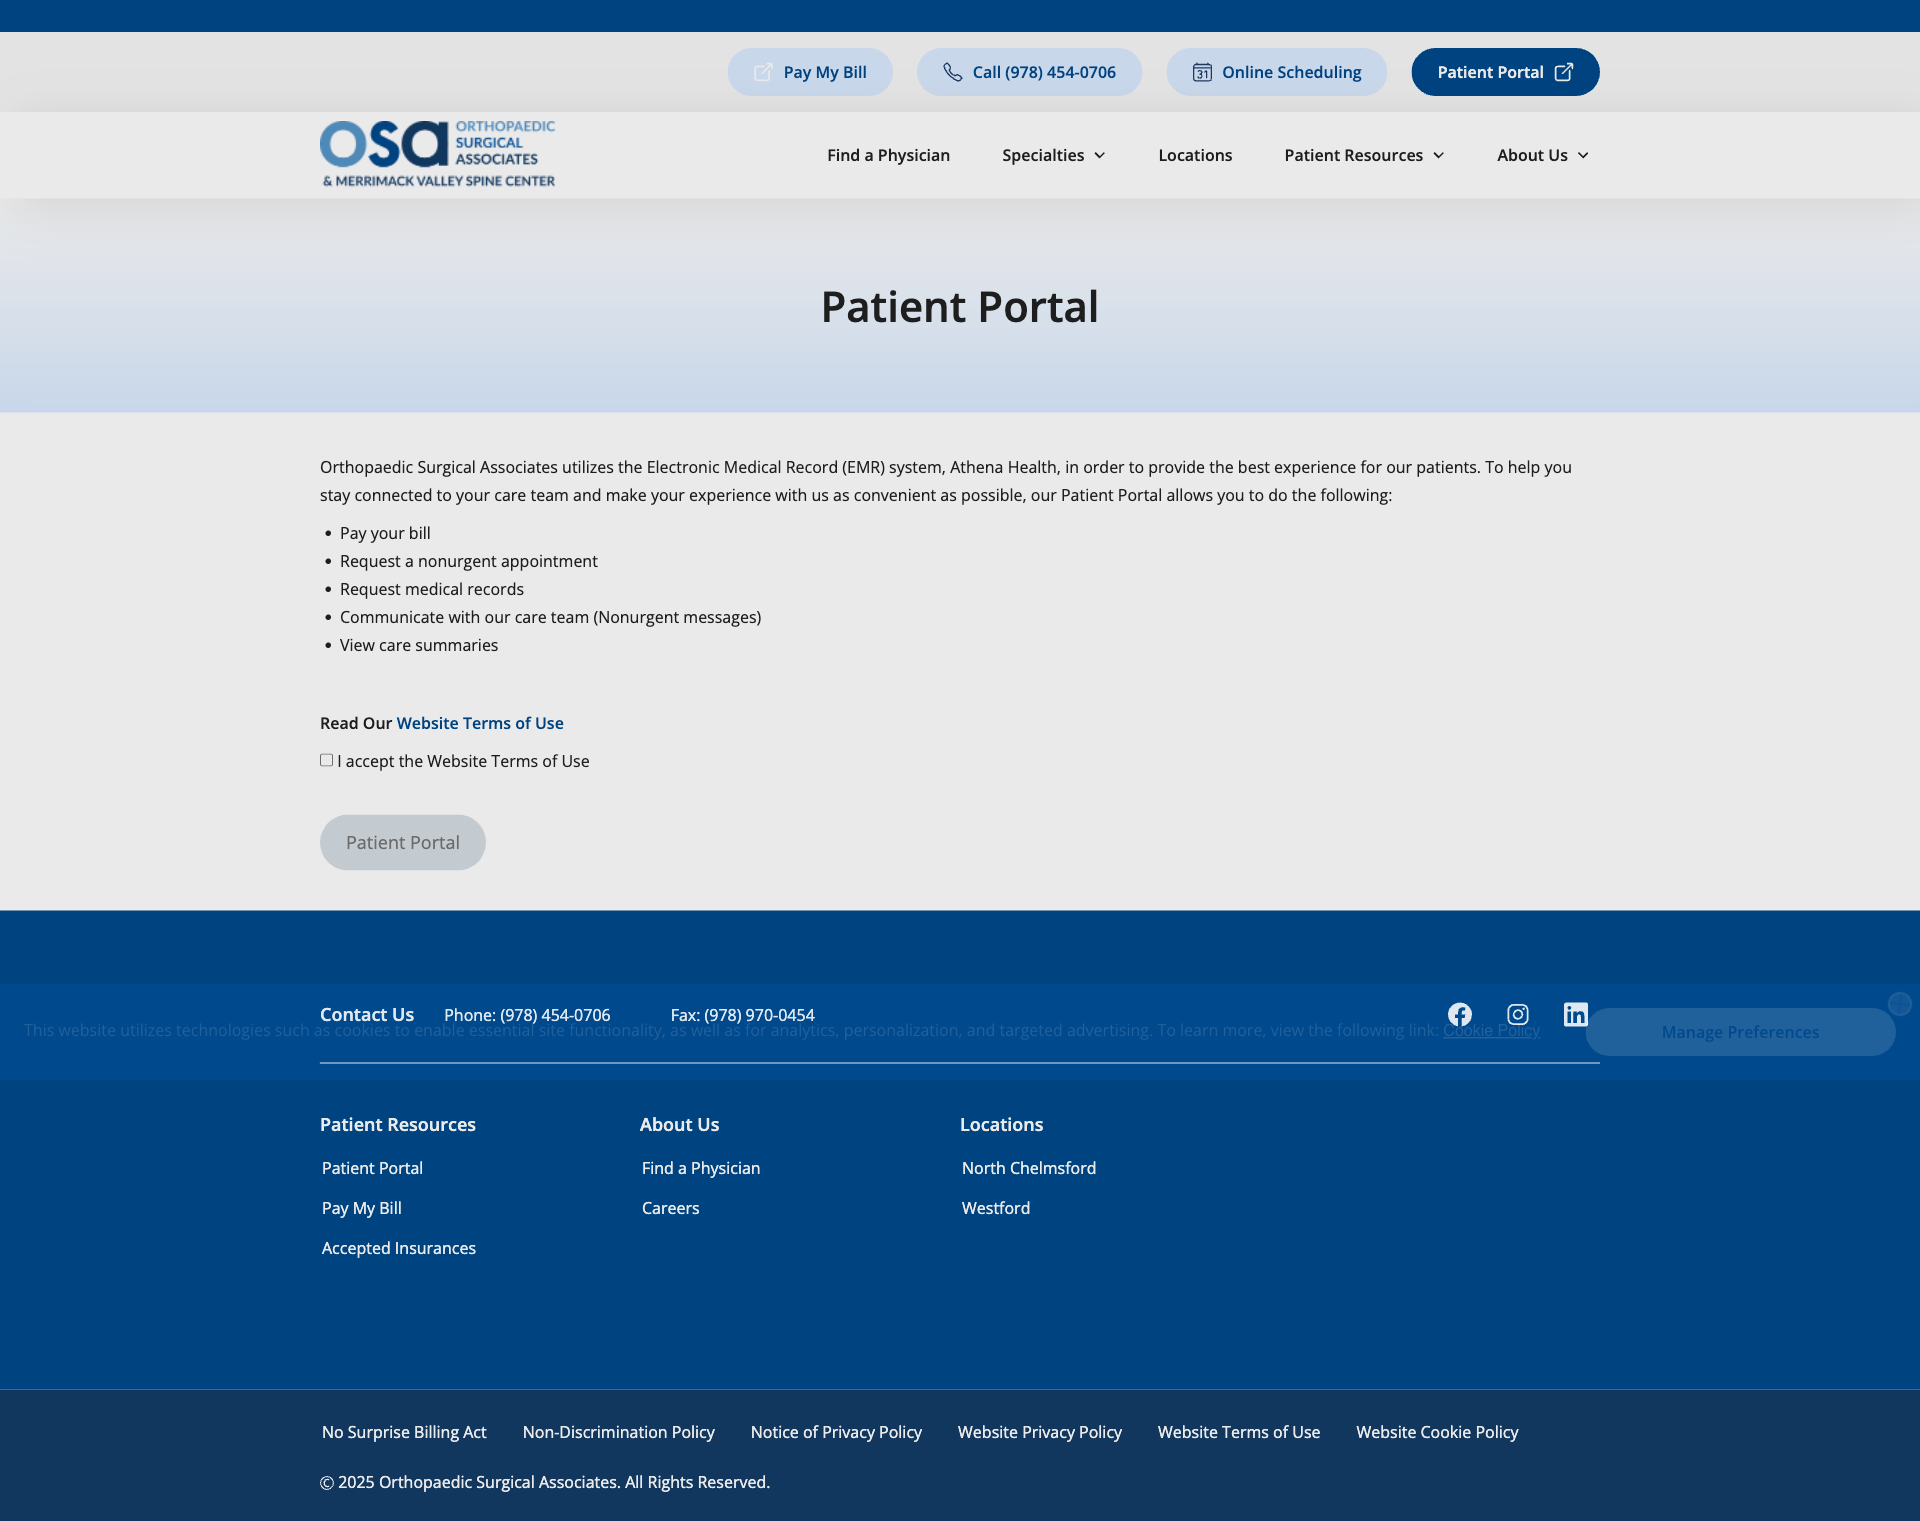 Pay My Bill
Call (978) 454-0706
31 Online Scheduling
Patient Portal
osa ORTHOPAEDIC
SURGICAL
ASSOCIATES
& MERRIMACK VALLEY SPINE CENTER
Find a Physician
Specialties
Locations
Patient Resources
About Us
Patient Portal
Orthopaedic Surgical Associates utilizes the Electronic Medical Record (EMR) system, Athena Health, in order to provide the best experience for our patients. To help you
stay connected to your care team and make your experience with us as convenient as possible, our Patient Portal allows you to do the following:
• Pay your bill
• Request a nonurgent appointment
• Request medical records
• Communicate with our care team (Nonurgent messages)
• View care summaries
Read Our Website Terms of Use
I accept the Website Terms of Use
Patient Portal
Contact Us Phone: (978) 454-0706 Fax: (978) 970-0454
This website utilizes technologies such as cookies to enable essential site functionality, as well as for analytics, personalization, and targeted advertising. To learn more, view the following link: Cookie Policy
Manage Preferences
Patient Resources
Patient Portal
Pay My Bill
Accepted Insurances
About Us
Find a Physician
Careers
Locations
North Chelmsford
Westford
No Surprise Billing Act
Non-Discrimination Policy
Notice of Privacy Policy
Website Privacy Policy
Website Terms of Use
Website Cookie Policy
© 2025 Orthopaedic Surgical Associates. All Rights Reserved.